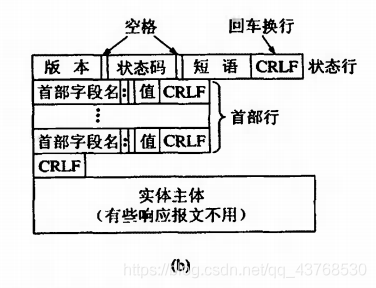 空格 回车换行
版 本 状态码 短 语 CRLF 状态行
首部字段名: 值 CRLF
⋮ 首部行
首部字段名: 值 CRLF
CRLF
实体主体
(有些响应报文不用)
(b)
https://blog.csdn.net/qq_43768530